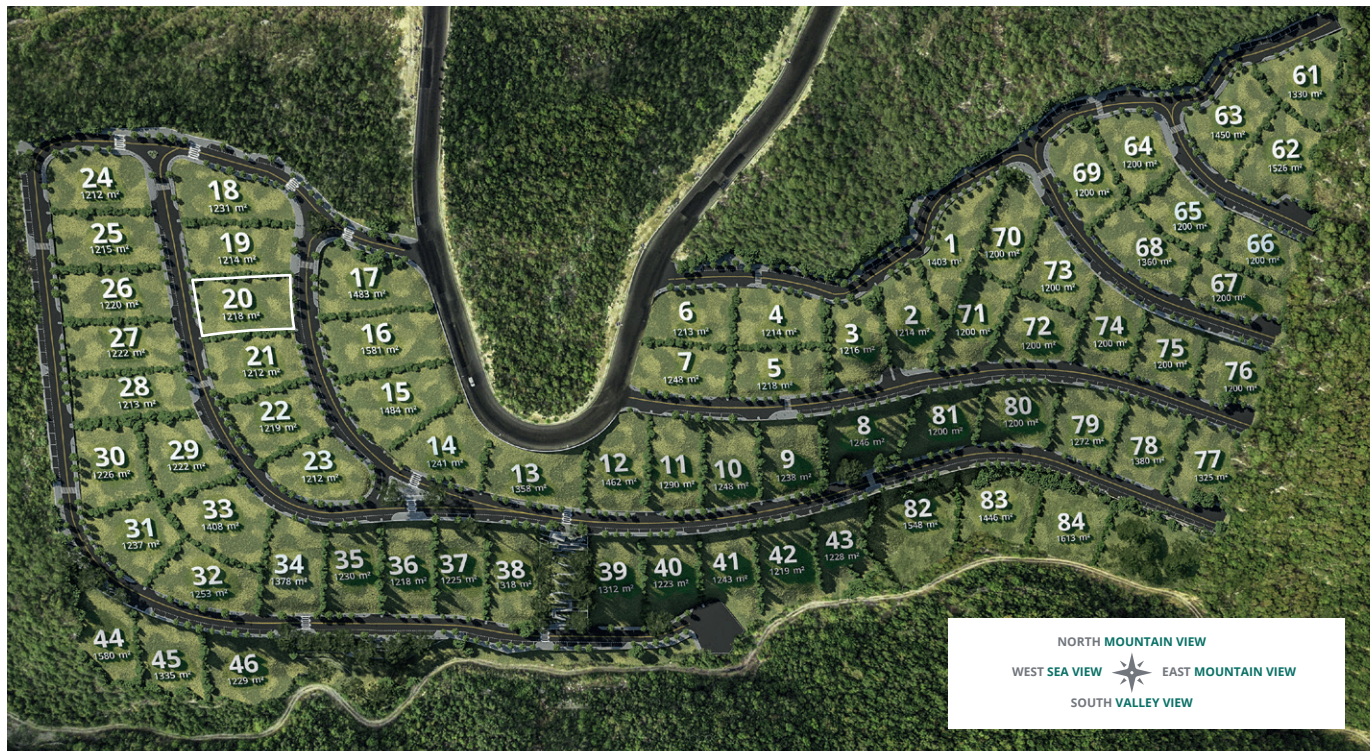 61
1330 m²
63
1450 m²
64
1200 m²
62
1526 m²
69
1200 m²
24
1212 m²
18
1231 m²
65
1200 m²
25
1215 m²
19
1214 m²
1
1403 m²
70
1200 m²
68
1360 m²
66
1200 m²
17
1483 m²
73
1200 m²
26
1220 m²
20
1218 m²
67
1200 m²
6
1213 m²
4
1214 m²
3
1216 m²
2
1214 m²
71
1200 m²
72
1200 m²
74
1200 m²
27
1222 m²
16
1581 m²
21
1212 m²
75
1200 m²
7
1248 m²
5
1218 m²
76
1200 m²
28
1213 m²
15
1484 m²
22
1219 m²
8
1246 m²
81
1200 m²
80
1200 m²
79
1272 m²
14
1241 m²
30
1226 m²
29
1222 m²
23
1212 m²
13
1358 m²
12
1462 m²
11
1290 m²
10
1248 m²
9
1238 m²
78
1380 m²
77
1325 m²
33
1408 m²
82
1548 m²
83
1446 m²
84
1613 m²
31
1237 m²
32
1253 m²
34
1378 m²
35
1230 m²
36
1218 m²
37
1225 m²
38
1318 m²
39
1312 m²
40
1223 m²
41
1243 m²
42
1219 m²
43
1228 m²
44
1580 m²
45
1335 m²
46
1229 m²
NORTH MOUNTAIN VIEW
WEST SEA VIEW EAST MOUNTAIN VIEW
SOUTH VALLEY VIEW